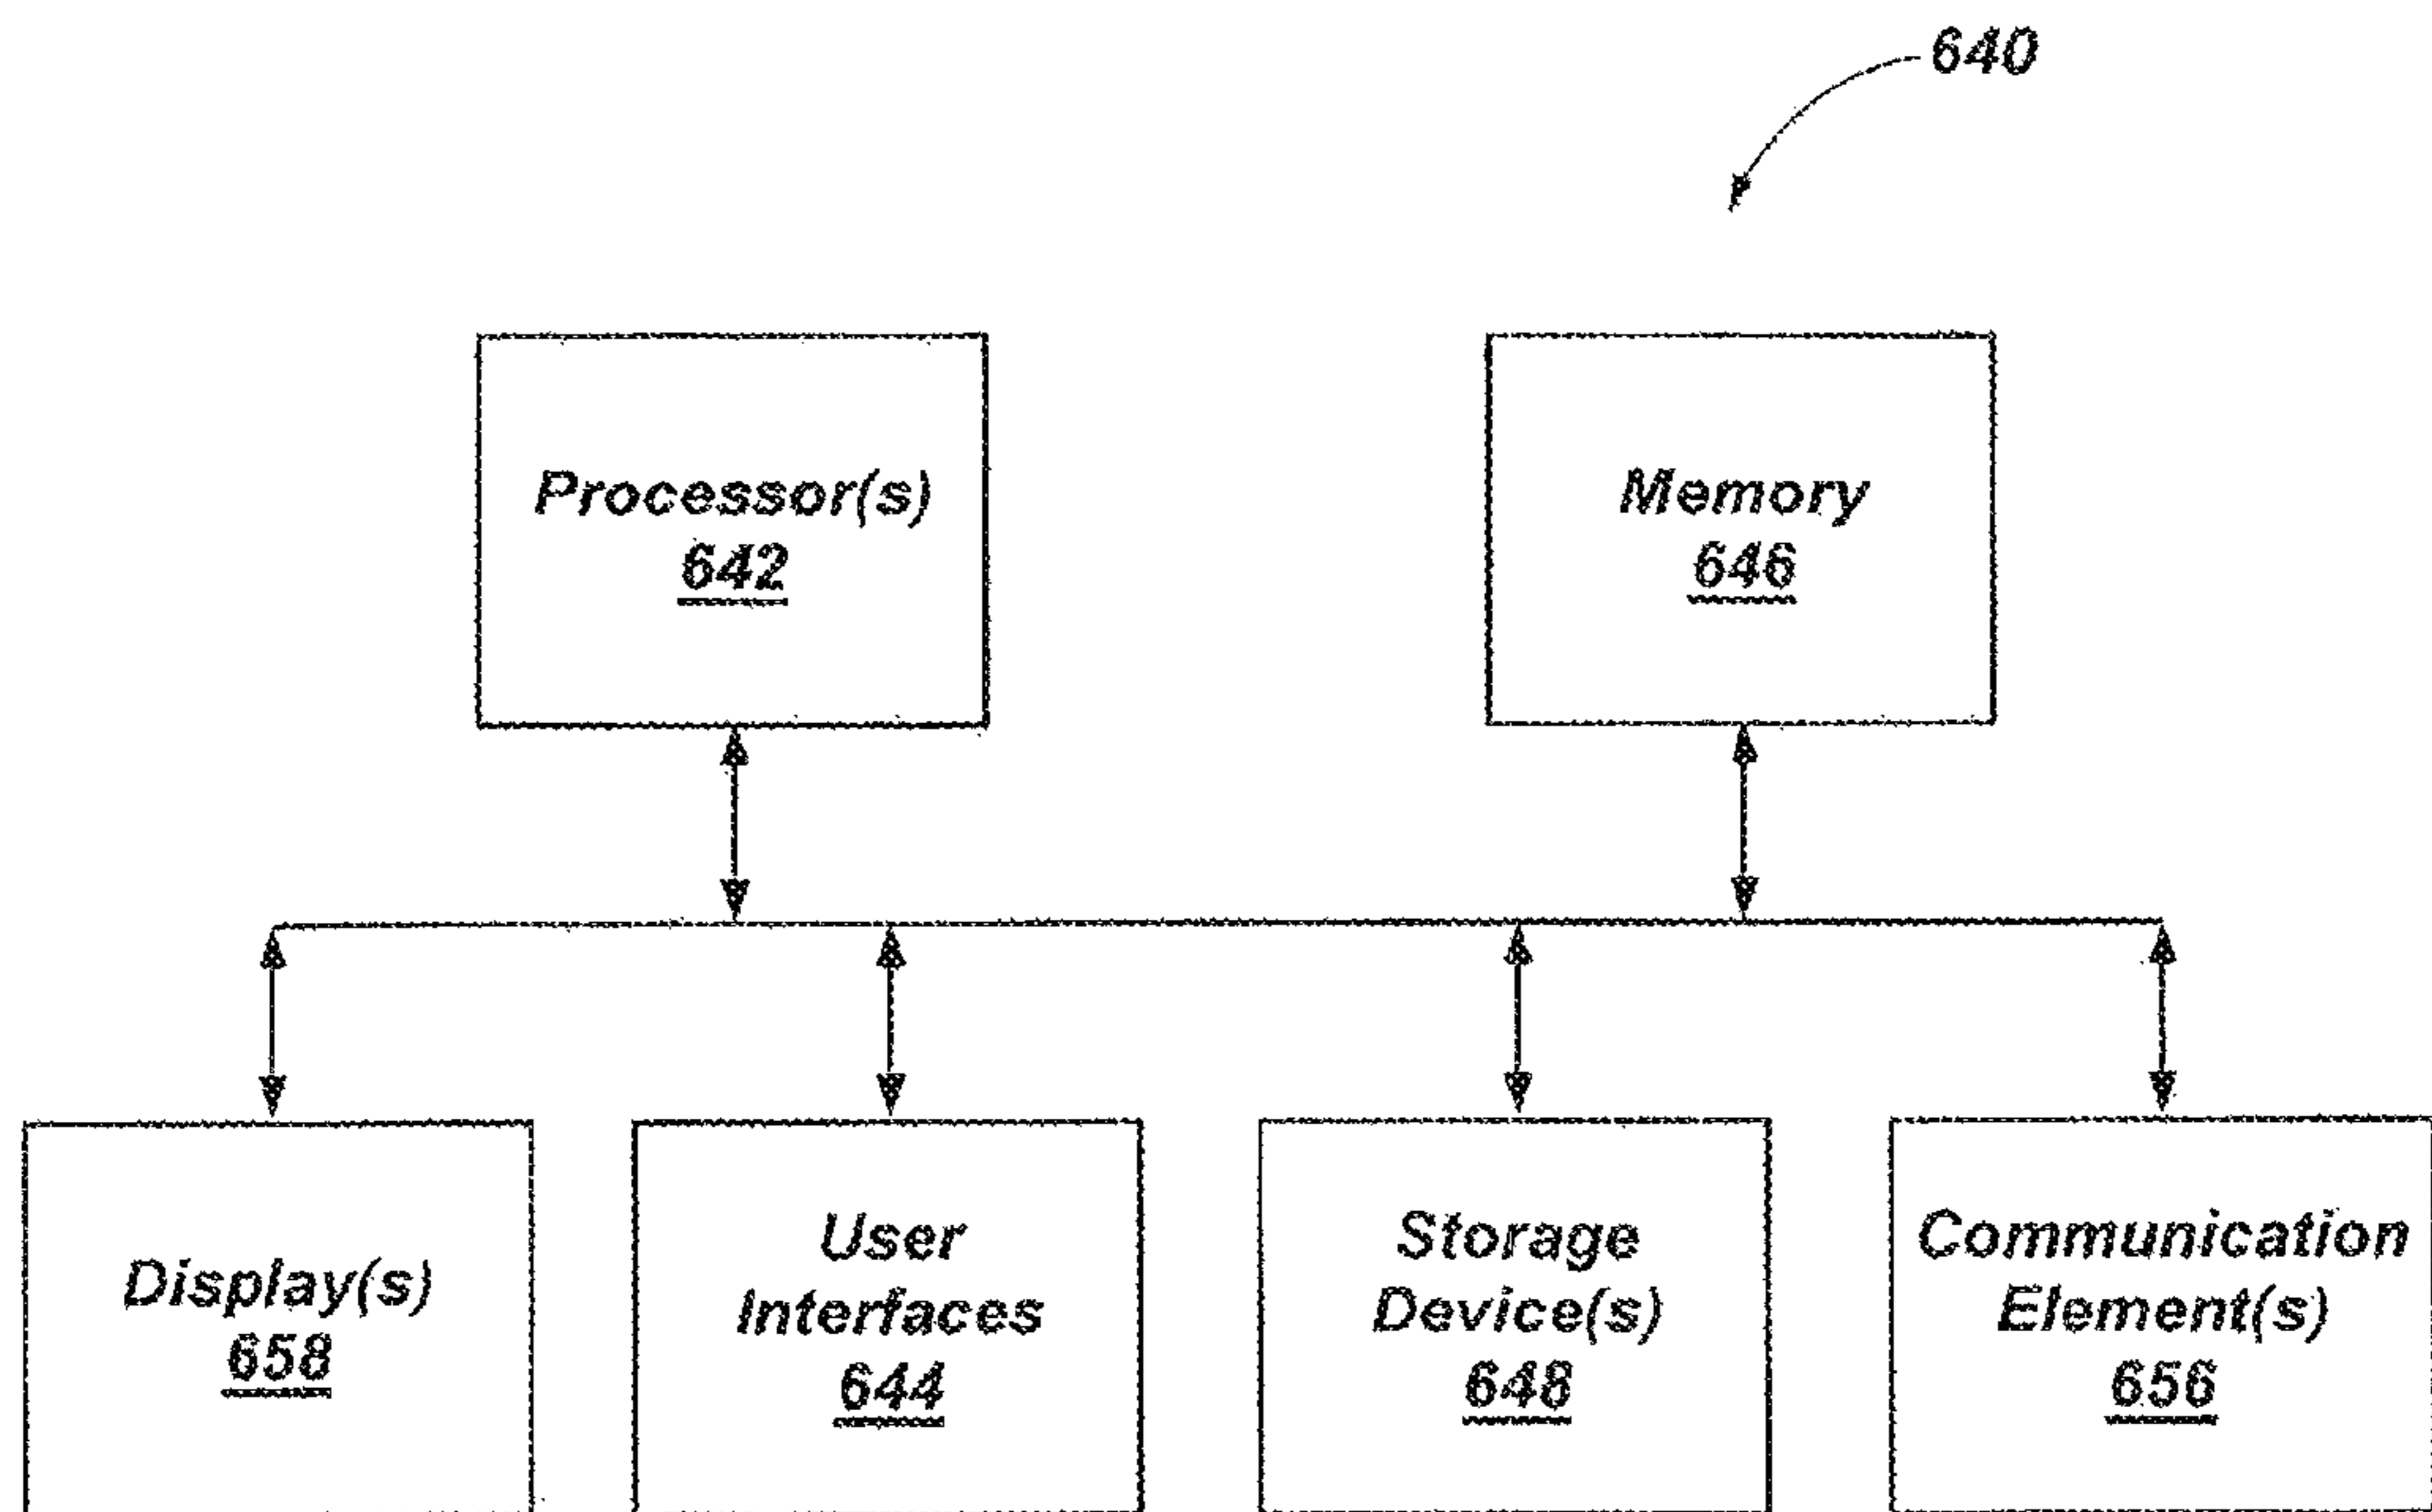 640
Processor(s)
642
Memory
646
Display(s)
658
User
Interfaces
644
Storage
Device(s)
648
Communication
Element(s)
656